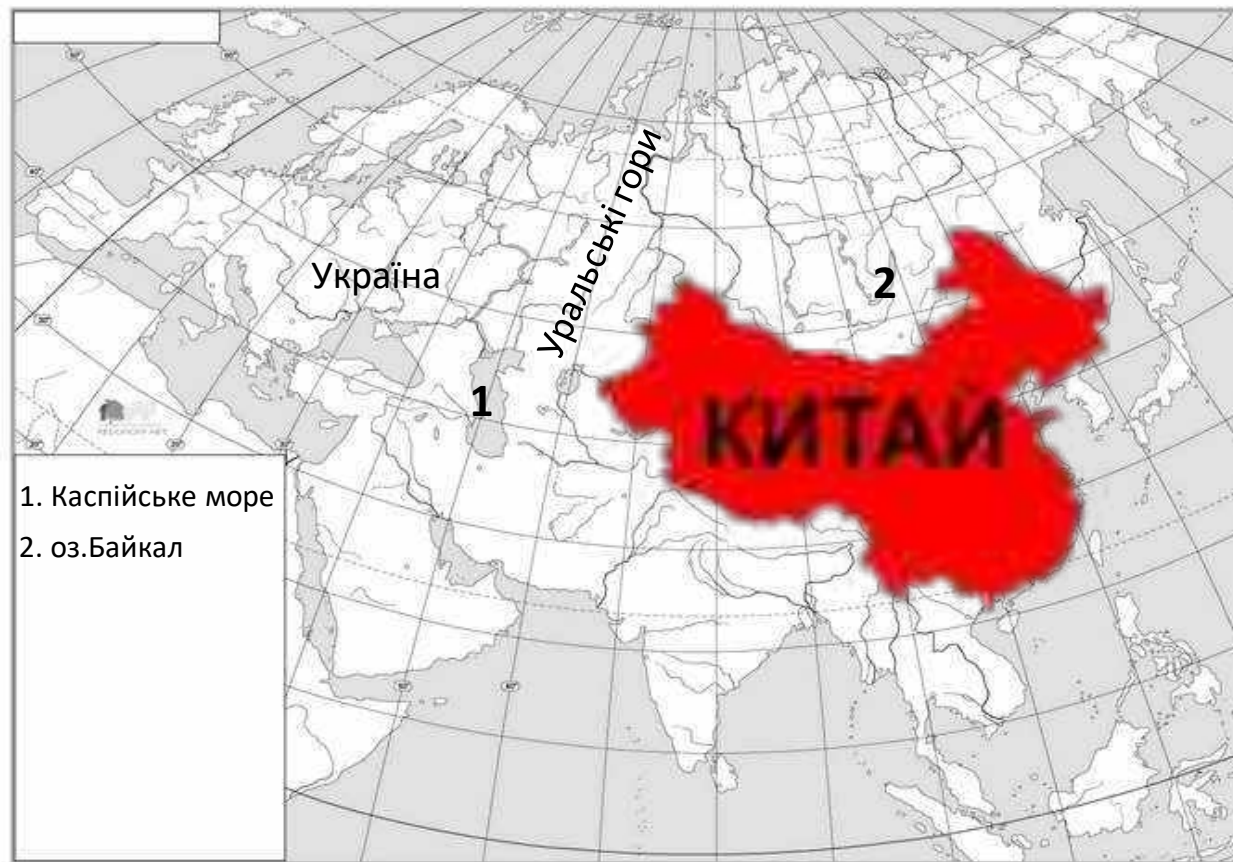 Уральські гори
2
Україна
КИТАЙ
1
1. Каспійське море
2. оз.Байкал